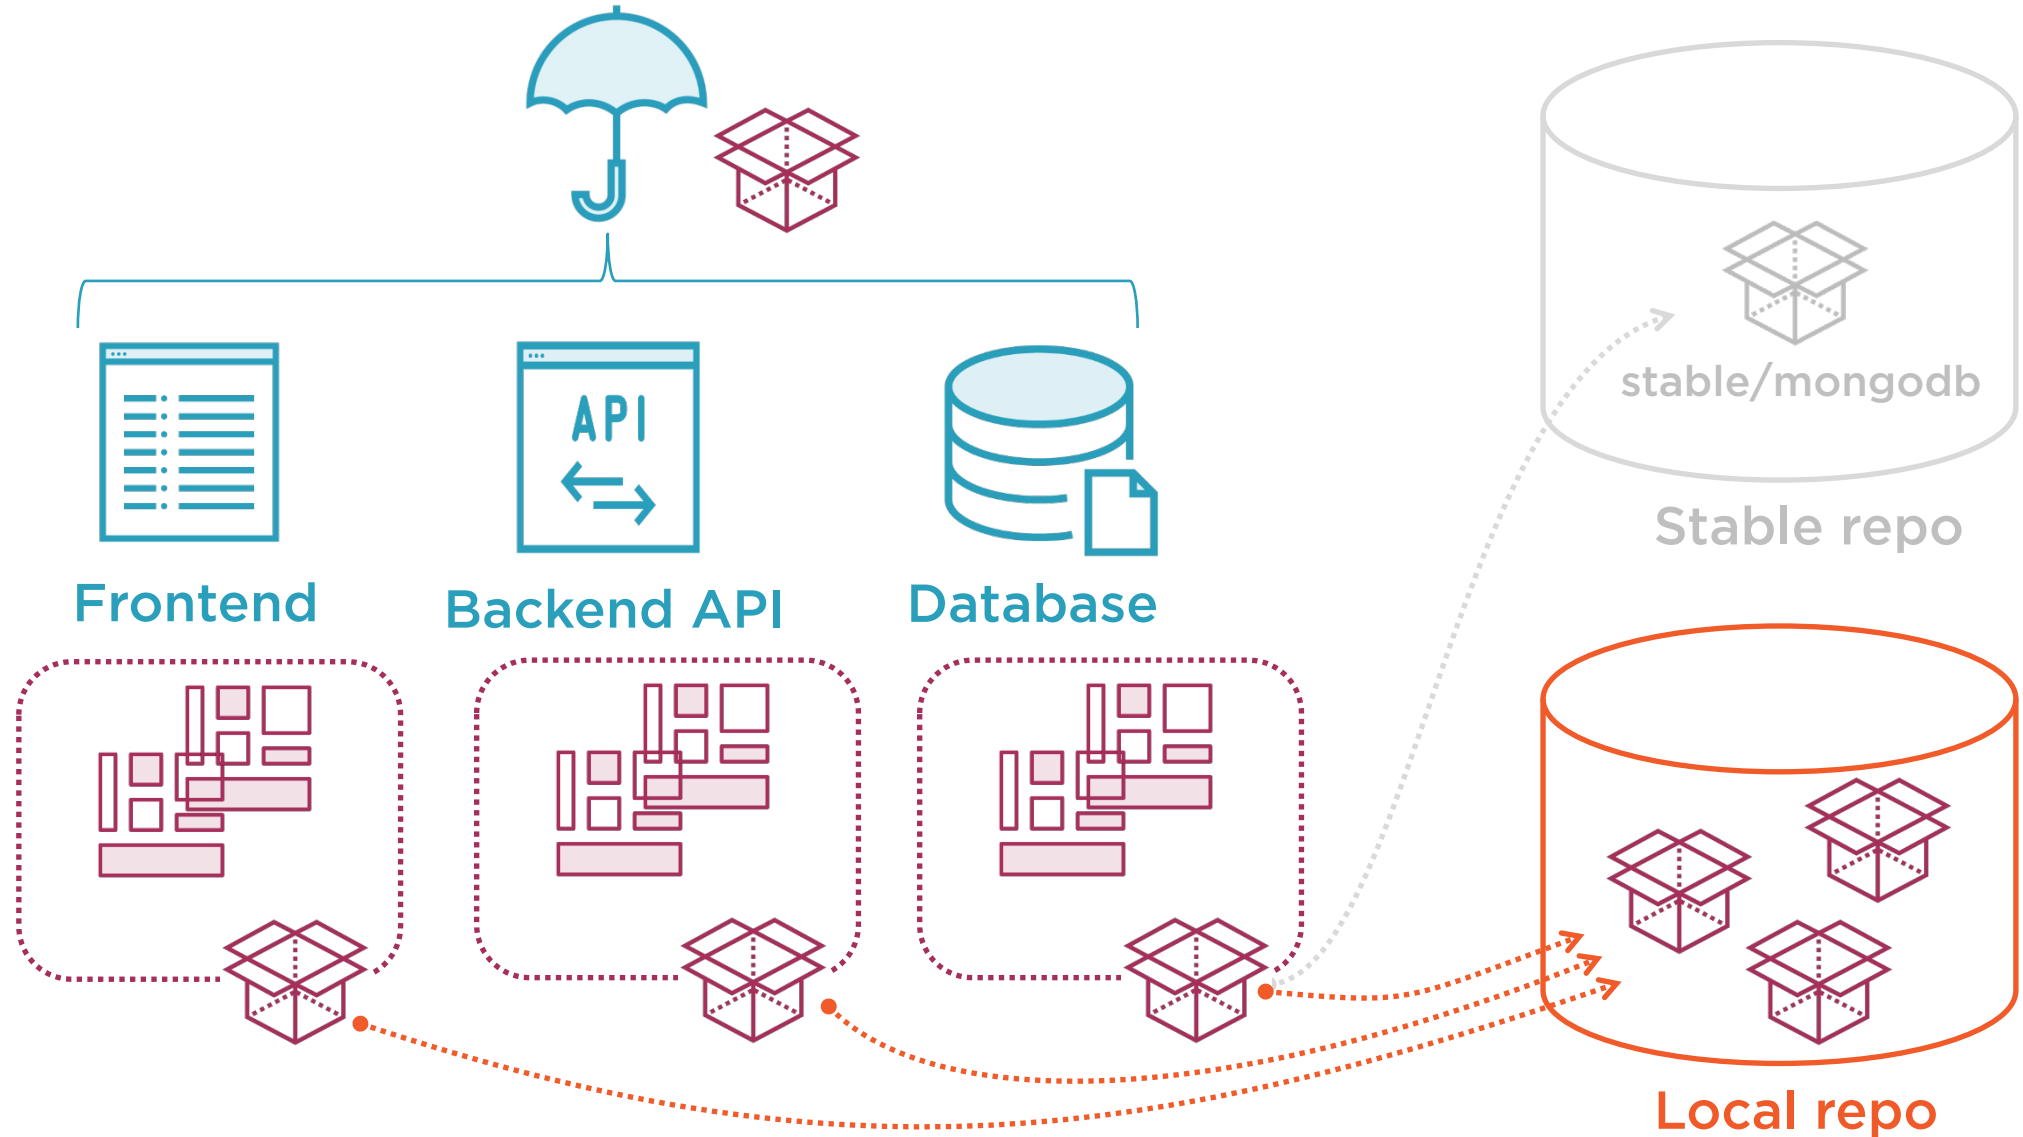 API
Frontend
Backend API
Database
stable/mongodb
Stable repo
Local repo